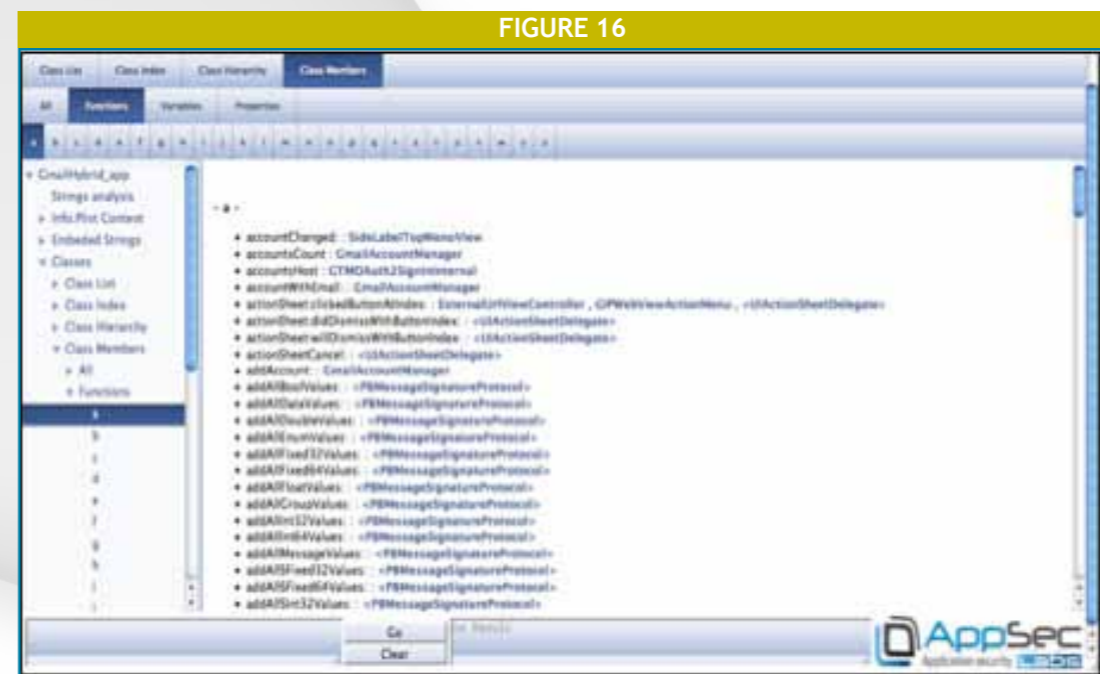 FIGURE 16
Class List Class Index Class Hierarchy Class Members
All Functions Variables Properties
a b c d e f g h i j k l m n o p q r s t u v w x y z
GmailHybrid_app
Strings analysis
Info.Plist Content
Embeded Strings
Classes
Class List
Class Index
Class Hierarchy
Class Members
All
Functions
a
b
c
d
e
f
g
h
i
- a -
accountChanged: : SideLabelTopMenuView
accountsCount : GmailAccountManager
accountsHost : GTMOAuth2SignInInternal
accountWithEmail: : GmailAccountManager
actionSheet:clickedButtonAtIndex: : ExternalUrlViewController , GIPWebViewActionMenu , <UIActionSheetDelegate>
actionSheet:didDismissWithButtonIndex: : <UIActionSheetDelegate>
actionSheet:willDismissWithButtonIndex: : <UIActionSheetDelegate>
actionSheetCancel: : <UIActionSheetDelegate>
addAccount: : GmailAccountManager
addAllBoolValues: : <PBMessageSignatureProtocol>
addAllDataValues: : <PBMessageSignatureProtocol>
addAllDoubleValues: : <PBMessageSignatureProtocol>
addAllEnumValues: : <PBMessageSignatureProtocol>
addAllFixed32Values: : <PBMessageSignatureProtocol>
addAllFixed64Values: : <PBMessageSignatureProtocol>
addAllFloatValues: : <PBMessageSignatureProtocol>
addAllGroupValues: : <PBMessageSignatureProtocol>
addAllInt32Values: : <PBMessageSignatureProtocol>
addAllInt64Values: : <PBMessageSignatureProtocol>
addAllMessageValues: : <PBMessageSignatureProtocol>
addAllSFixed32Values: : <PBMessageSignatureProtocol>
addAllSFixed64Values: : <PBMessageSignatureProtocol>
addAllSInt32Values: : <PBMessageSignatureProtocol>
Go
Clear
AppSec
Application security Labs